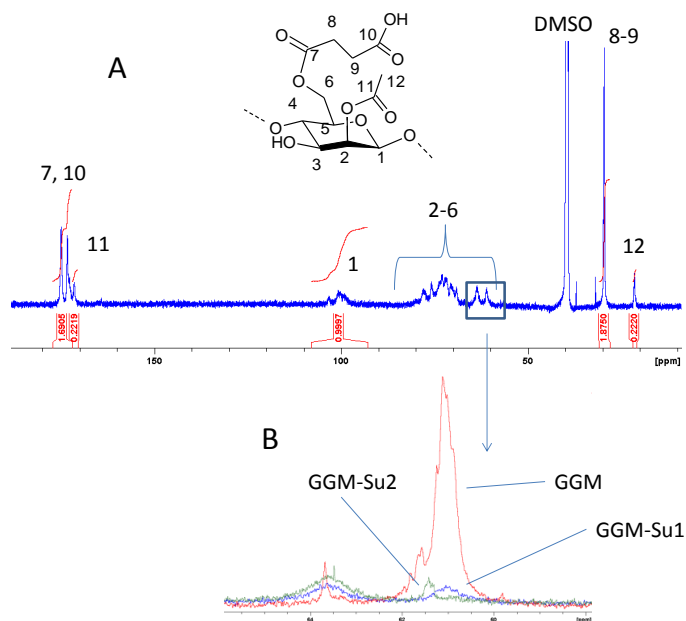 A
8
OH
O
10
O
7
9
12
O
6
11
4
O
O
O
5
O
HO
3
2
1
O
DMSO
8-9
7, 10
11
1
2-6
12
1.6905
0.2219
0.9997
1.8750
0.2220
150
100
50
[ppm]
B
GGM-Su2
GGM
GGM-Su1
64
62
60
[ppm]